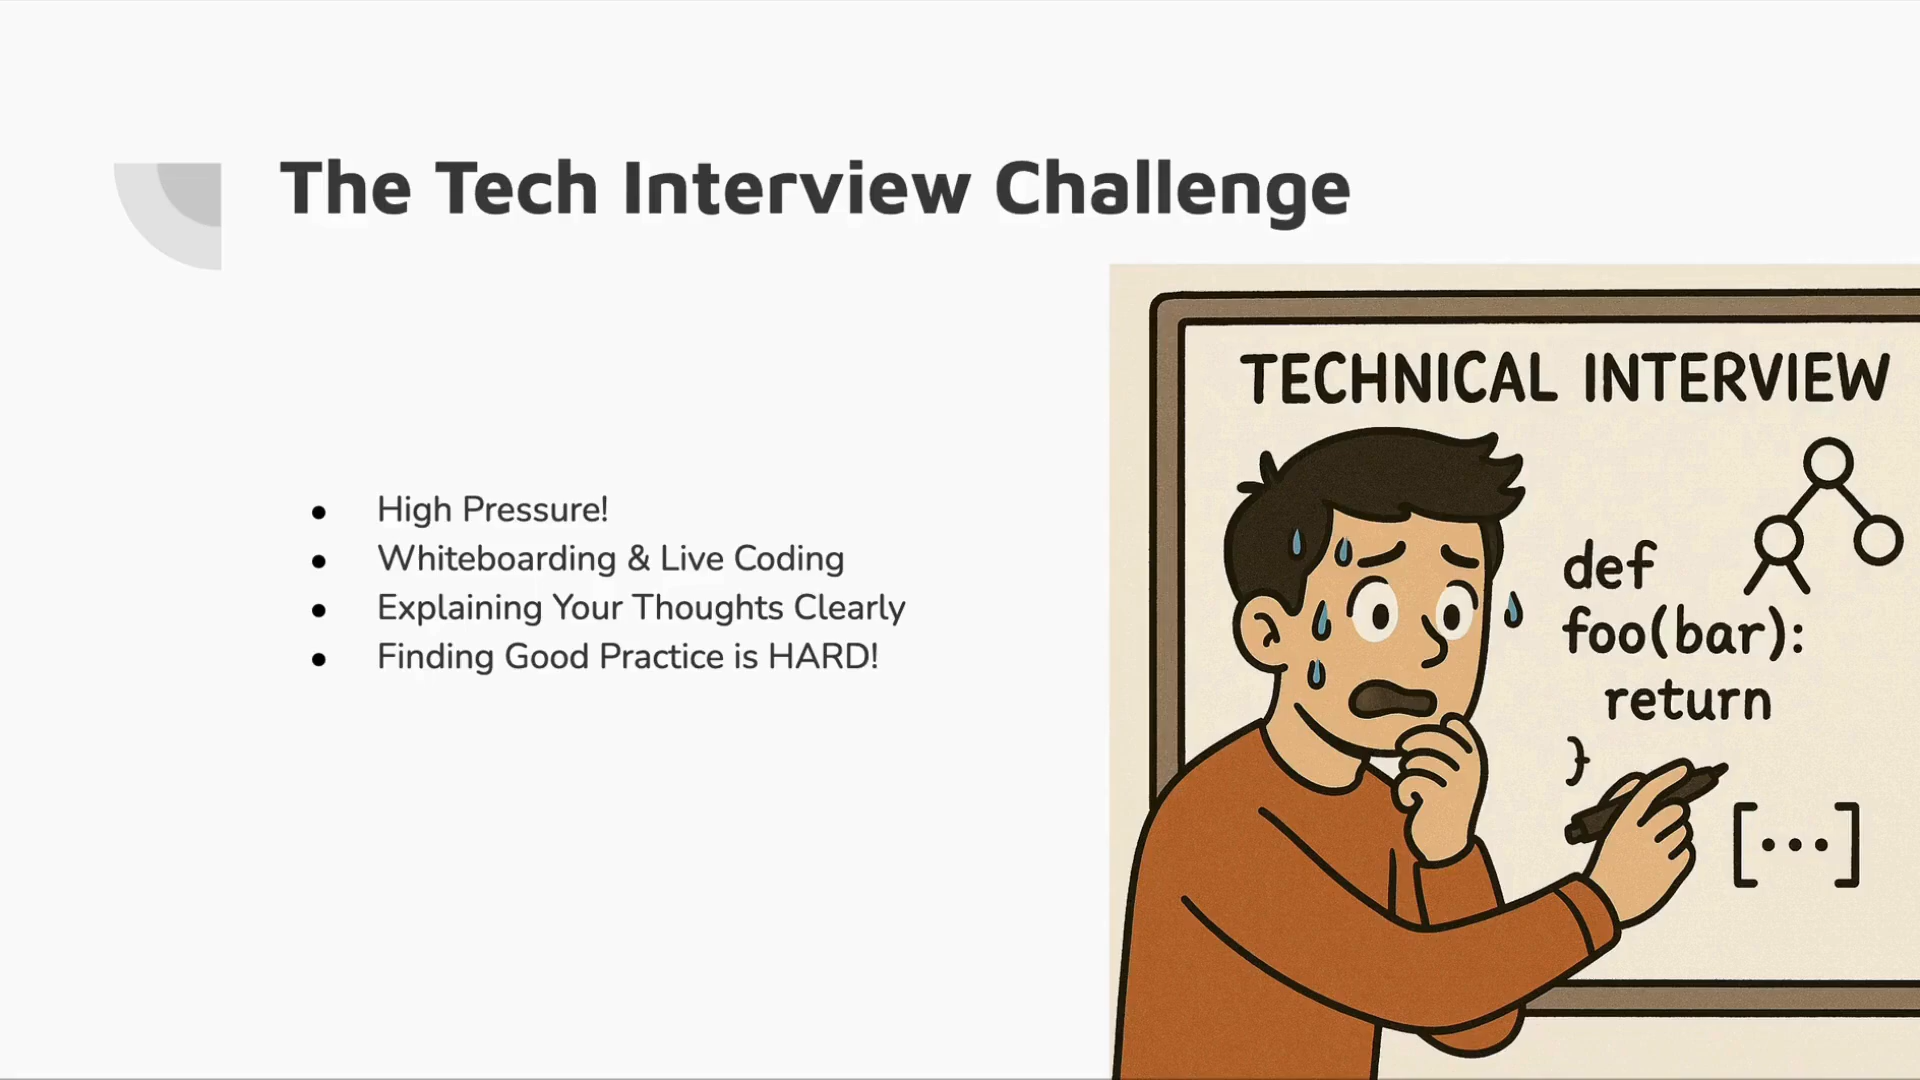 The Tech Interview Challenge
● High Pressure!
● Whiteboarding & Live Coding
● Explaining Your Thoughts Clearly
● Finding Good Practice is HARD!
TECHNICAL INTERVIEW
def
foo(bar):
return
}
[...]